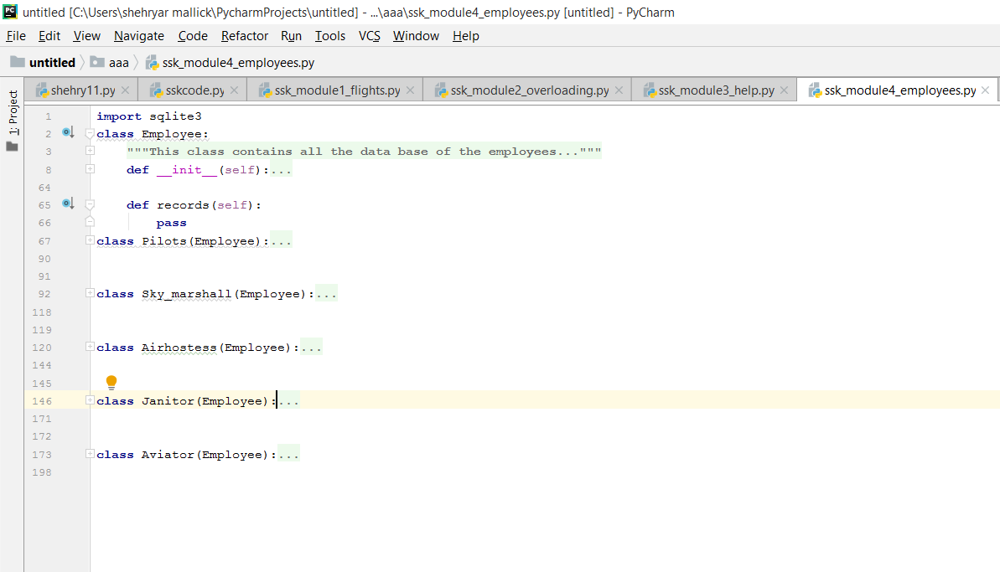 PC untitled [C:\Users\shehryar mallick\PycharmProjects\untitled] - ...\aaa\ssk_module4_employees.py [untitled] - PyCharm
File Edit View Navigate Code Refactor Run Tools VCS Window Help
untitled aaa ssk_module4_employees.py
shehry11.py sskcode.py ssk_module1_flights.py ssk_module2_overloading.py ssk_module3_help.py ssk_module4_employees.py
1: Project
1 import sqlite3
2 class Employee:
3 """This class contains all the data base of the employees..."""
8 def __init__(self):...
64
65 def records(self):
66 pass
67 class Pilots(Employee):...
90
91
92 class Sky_marshall(Employee):...
118
119
120 class Airhostess(Employee):...
144
145
146 class Janitor(Employee):...
171
172
173 class Aviator(Employee):...
198